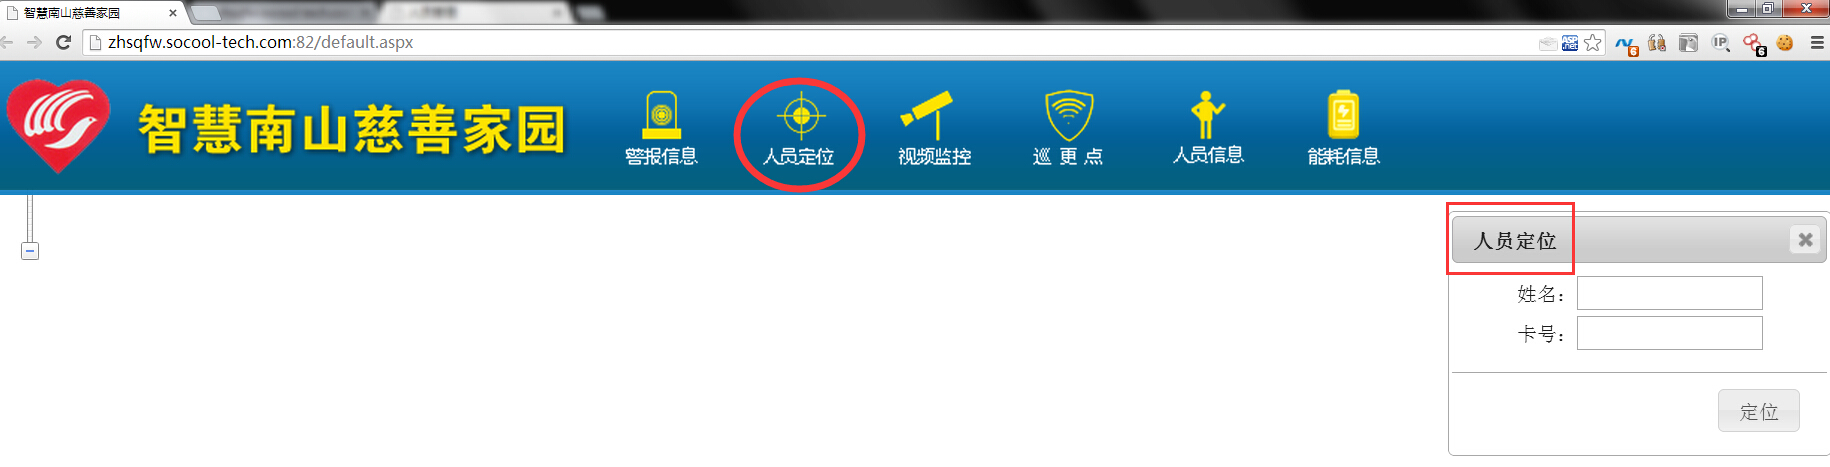 智慧南山慈善家园
zhsqfw.socool-tech.com:82/default.aspx
智慧南山慈善家园
警报信息
人员定位
视频监控
巡 更 点
人员信息
能耗信息
人员定位
姓名：
卡号：
定位